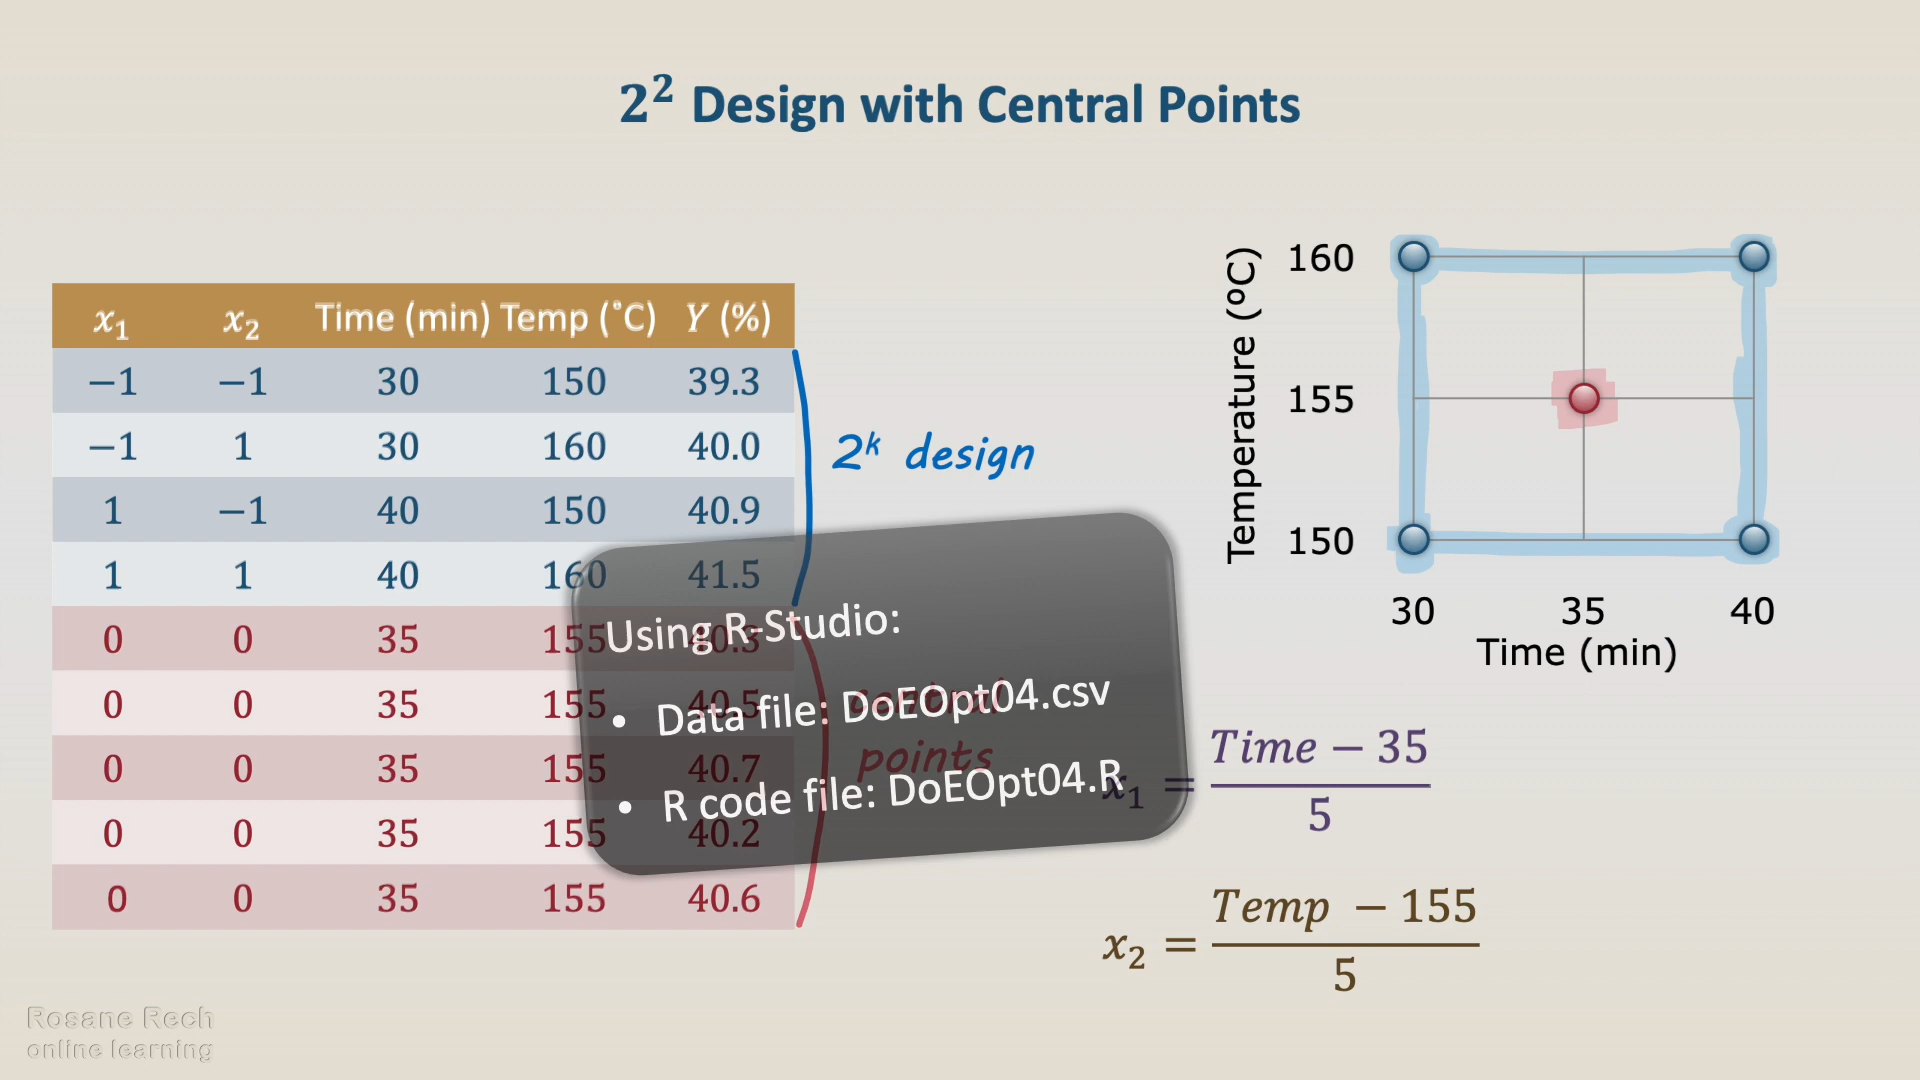 2² Design with Central Points
x₁ x₂ Time (min) Temp (˚C) Y (%)
−1 −1 30 150 39.3
−1 1 30 160 40.0
1 −1 40 150 40.9
1 1 40 160 41.5
0 0 35 155 40.3
0 0 35 155 40.5
0 0 35 155 40.7
0 0 35 155 40.2
0 0 35 155 40.6
2ᵏ design
central
points
Using R-Studio:
• Data file: DoEOpt04.csv
• R code file: DoEOpt04.R
Temperature (ºC)
160
155
150
30 35 40
Time (min)
x₁ = (Time − 35) / 5
x₂ = (Temp − 155) / 5
Rosane Rech
online learning